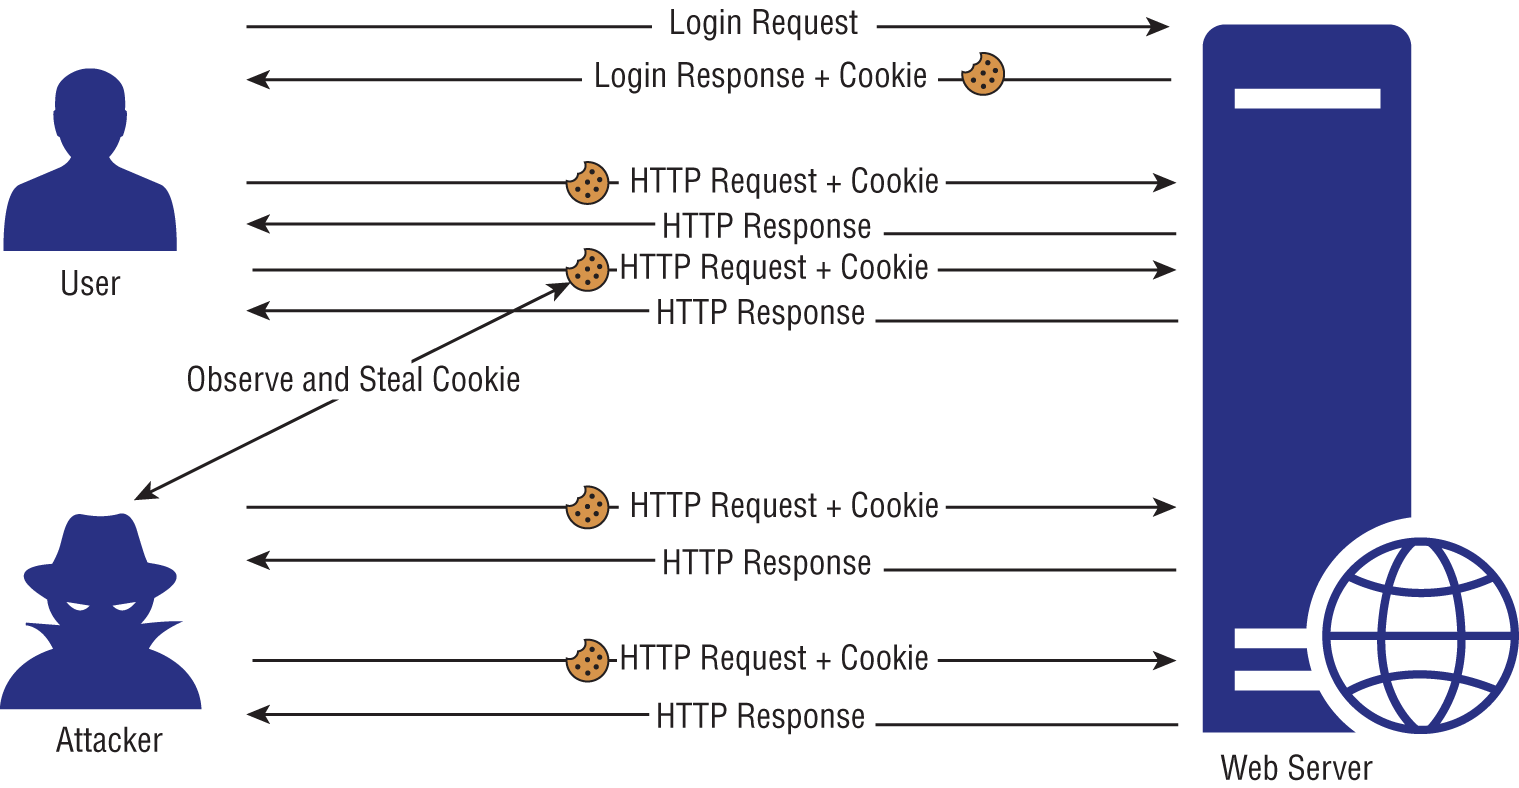 Login Request
Login Response + Cookie
HTTP Request + Cookie
HTTP Response
HTTP Request + Cookie
User
HTTP Response
Observe and Steal Cookie
HTTP Request + Cookie
HTTP Response
HTTP Request + Cookie
HTTP Response
Attacker
Web Server